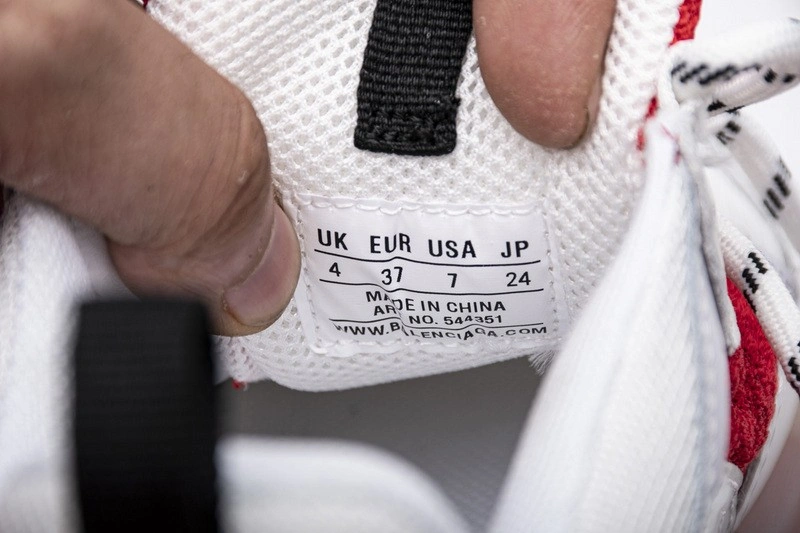 UK EUR USA JP
4 37 7 24
MADE IN CHINA
ART NO. 544351
WWW.BALENCIAGA.COM